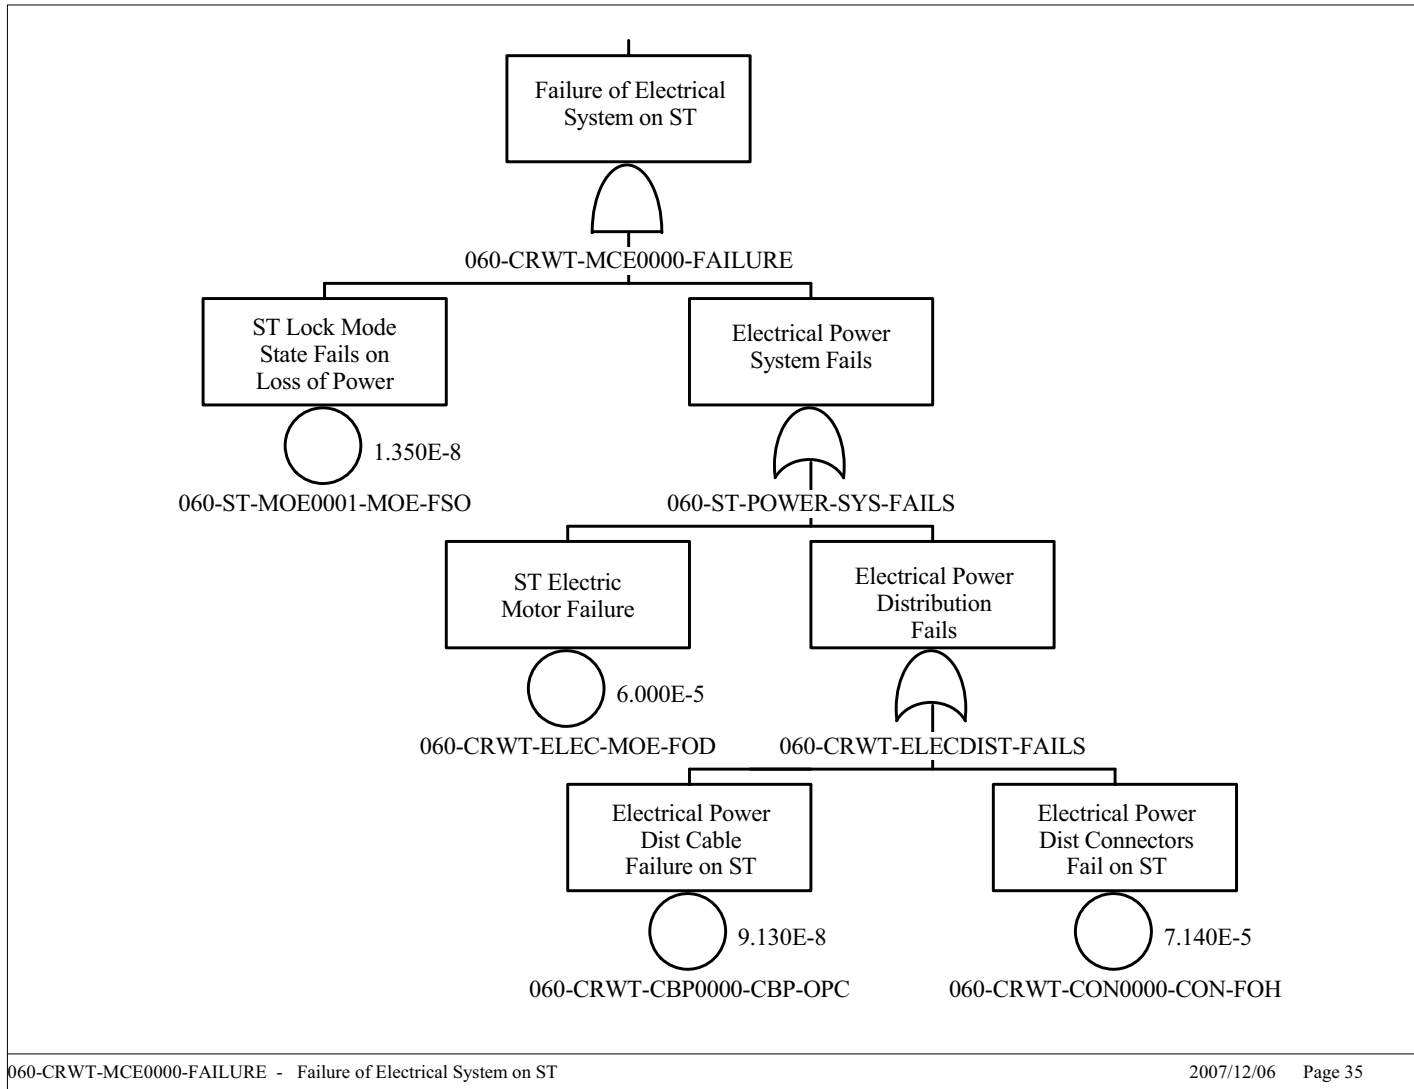 Failure of Electrical
System on ST
060-CRWT-MCE0000-FAILURE
ST Lock Mode
State Fails on
Loss of Power
1.350E-8
060-ST-MOE0001-MOE-FSO
Electrical Power
System Fails
060-ST-POWER-SYS-FAILS
ST Electric
Motor Failure
6.000E-5
060-CRWT-ELEC-MOE-FOD
Electrical Power
Distribution
Fails
060-CRWT-ELECDIST-FAILS
Electrical Power
Dist Cable
Failure on ST
9.130E-8
060-CRWT-CBP0000-CBP-OPC
Electrical Power
Dist Connectors
Fail on ST
7.140E-5
060-CRWT-CON0000-CON-FOH
060-CRWT-MCE0000-FAILURE - Failure of Electrical System on ST
2007/12/06 Page 35